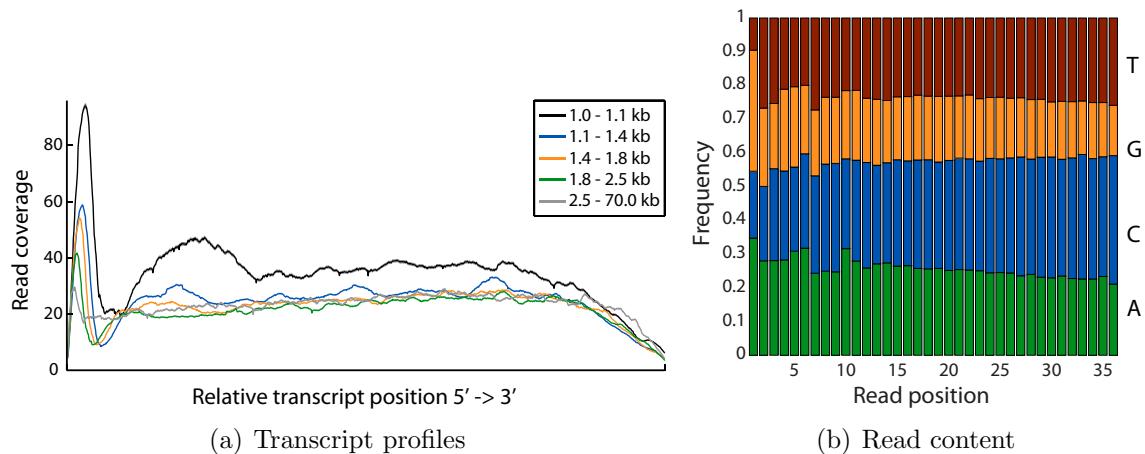 80
60
40
20
0
Read coverage
1.0 - 1.1 kb
1.1 - 1.4 kb
1.4 - 1.8 kb
1.8 - 2.5 kb
2.5 - 70.0 kb
Relative transcript position 5′ -> 3′
(a) Transcript profiles
1
0.9
0.8
0.7
0.6
0.5
0.4
0.3
0.2
0.1
0
Frequency
T
G
C
A
5 10 15 20 25 30 35
Read position
(b) Read content